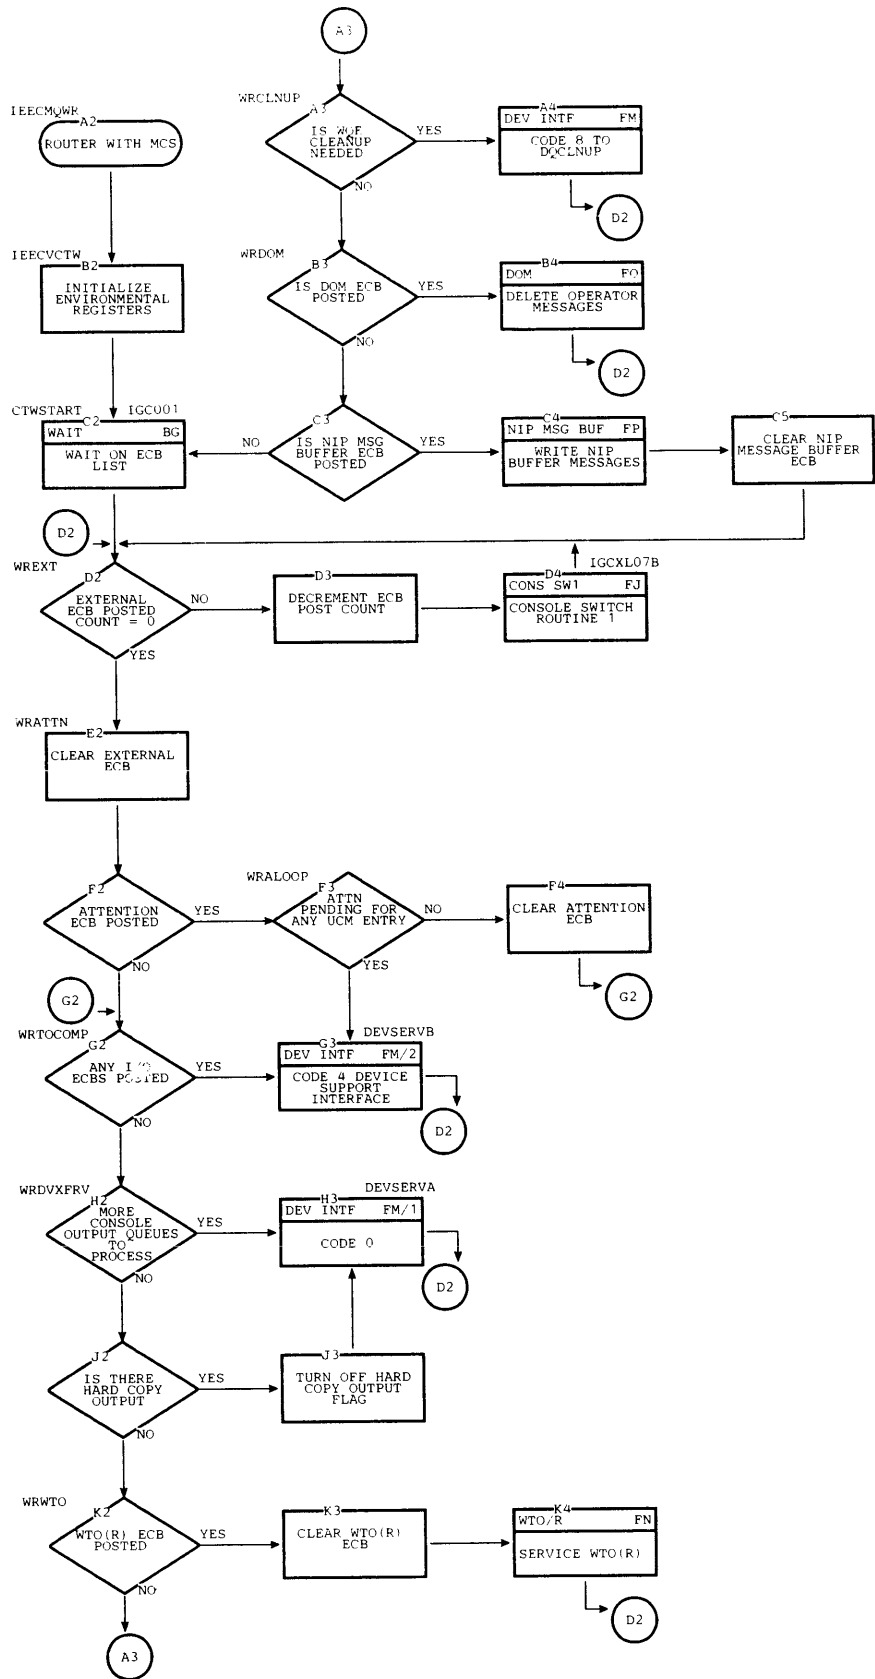 A3
WRCLNUP
A3
IS WQE
CLEANUP
NEEDED
YES
NO
A4
DEV INTF FM
CODE 8 TO
DQCLNUP
D2
IEECMQWR
A2
ROUTER WITH MCS
IEECVCTW
B2
INITIALIZE
ENVIRONMENTAL
REGISTERS
WRDOM
B3
IS DOM ECB
POSTED
YES
NO
B4
DOM FO
DELETE OPERATOR
MESSAGES
D2
CTWSTART IGC001
C2
WAIT BG
WAIT ON ECB
LIST
NO
C3
IS NIP MSG
BUFFER ECB
POSTED
YES
C4
NIP MSG BUF FP
WRITE NIP
BUFFER MESSAGES
C5
CLEAR NIP
MESSAGE BUFFER
ECB
D2
WREXT
D2
EXTERNAL
ECB POSTED
COUNT = 0
NO
YES
D3
DECREMENT ECB
POST COUNT
IGCXL07B
D4
CONS SW1 FJ
CONSOLE SWITCH
ROUTINE 1
WRATTN
E2
CLEAR EXTERNAL
ECB
F2
ATTENTION
ECB POSTED
YES
NO
WRALOOP
F3
ATTN
PENDING FOR
ANY UCM ENTRY
NO
YES
F4
CLEAR ATTENTION
ECB
G2
G2
WRTOCOMP
G2
ANY I/O
ECBS POSTED
YES
NO
DEVSERVB
G3
DEV INTF FM/2
CODE 4 DEVICE
SUPPORT
INTERFACE
D2
WRDVXFRV
H2
MORE
CONSOLE
OUTPUT QUEUES
TO
PROCESS
YES
NO
DEVSERVA
H3
DEV INTF FM/1
CODE 0
D2
J2
IS THERE
HARD COPY
OUTPUT
YES
NO
J3
TURN OFF HARD
COPY OUTPUT
FLAG
WRWTO
K2
WTO(R) ECB
POSTED
YES
NO
K3
CLEAR WTO(R)
ECB
K4
WTO/R FN
SERVICE WTO(R)
D2
A3